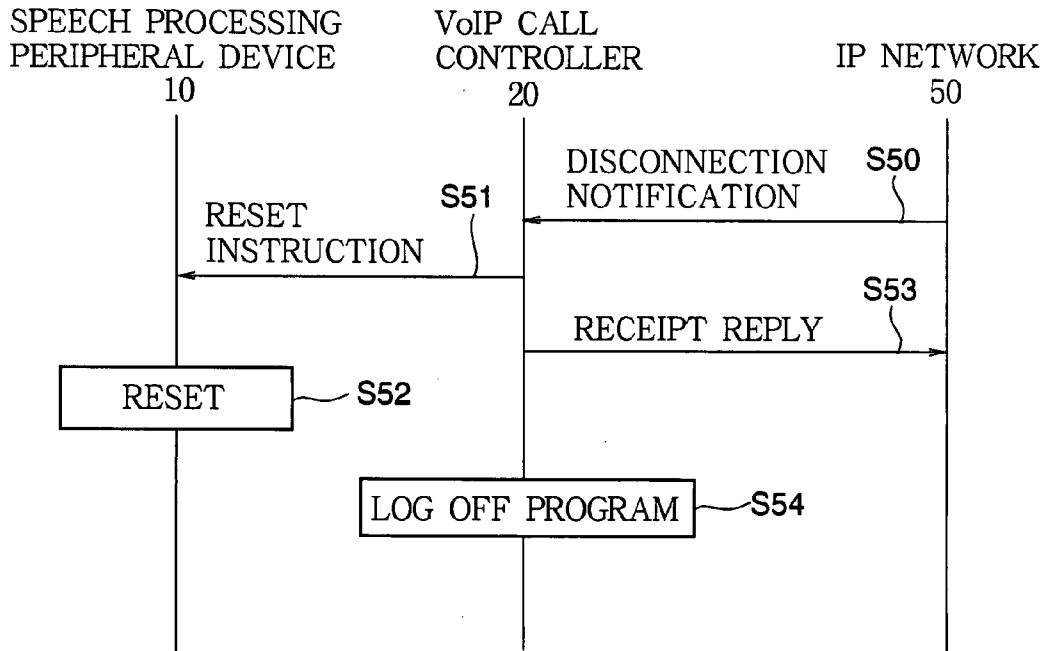 SPEECH PROCESSING
PERIPHERAL DEVICE
10
VoIP CALL
CONTROLLER
20
IP NETWORK
50
DISCONNECTION
NOTIFICATION
S50
RESET
INSTRUCTION
S51
RECEIPT REPLY
S53
RESET
S52
LOG OFF PROGRAM
S54